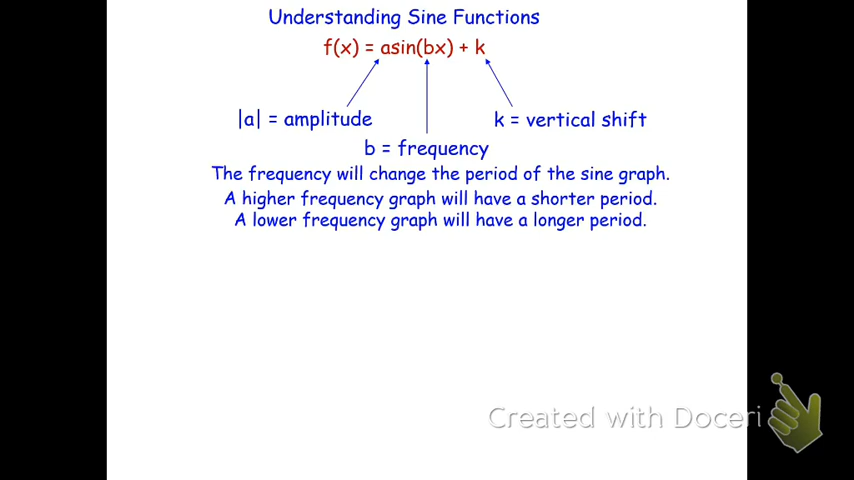 Understanding Sine Functions
f(x) = asin(bx) + k
|a| = amplitude
k = vertical shift
b = frequency
The frequency will change the period of the sine graph.
A higher frequency graph will have a shorter period.
A lower frequency graph will have a longer period.
Created with Doceri